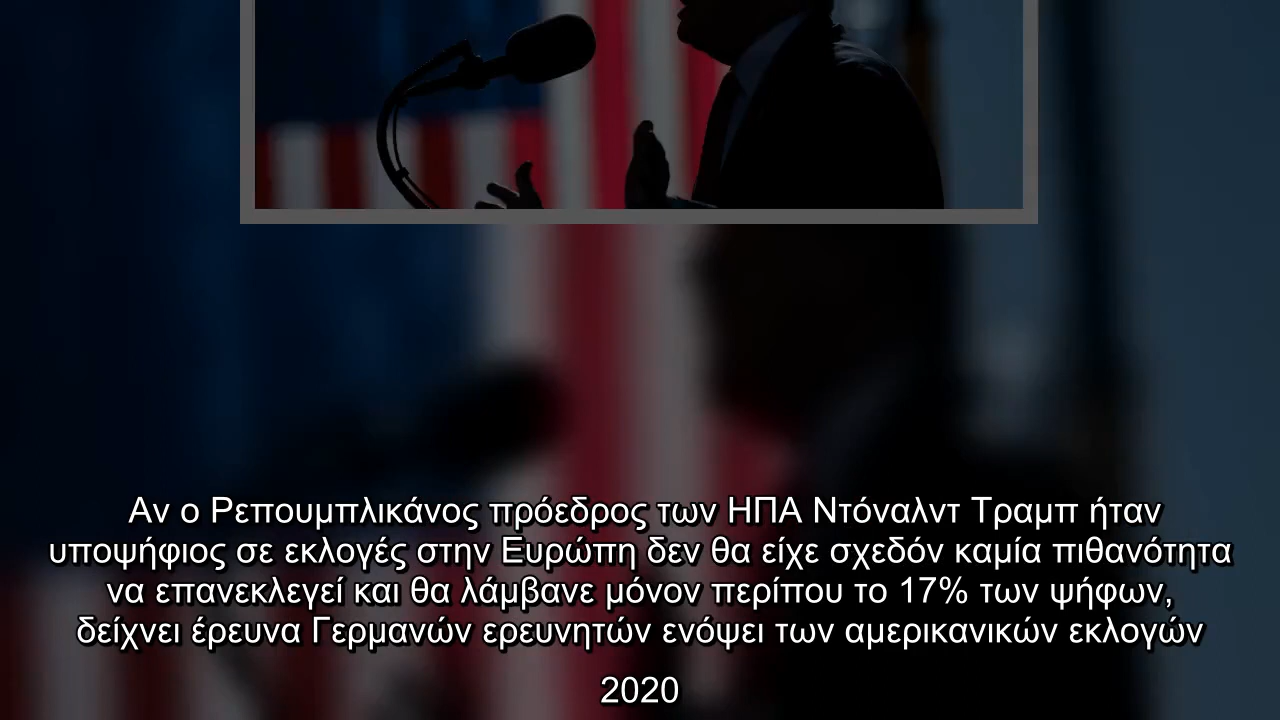 Αν ο Ρεπουμπλικάνος πρόεδρος των ΗΠΑ Ντόναλντ Τραμπ ήταν
υποψήφιος σε εκλογές στην Ευρώπη δεν θα είχε σχεδόν καμία πιθανότητα
να επανεκλεγεί και θα λάμβανε μόνον περίπου το 17% των ψήφων,
δείχνει έρευνα Γερμανών ερευνητών ενόψει των αμερικανικών εκλογών
2020